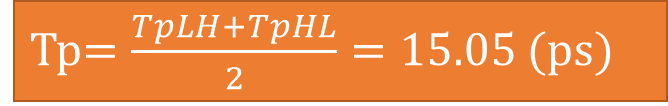 Tp= TpLH+TpHL / 2 = 15.05 (ps)